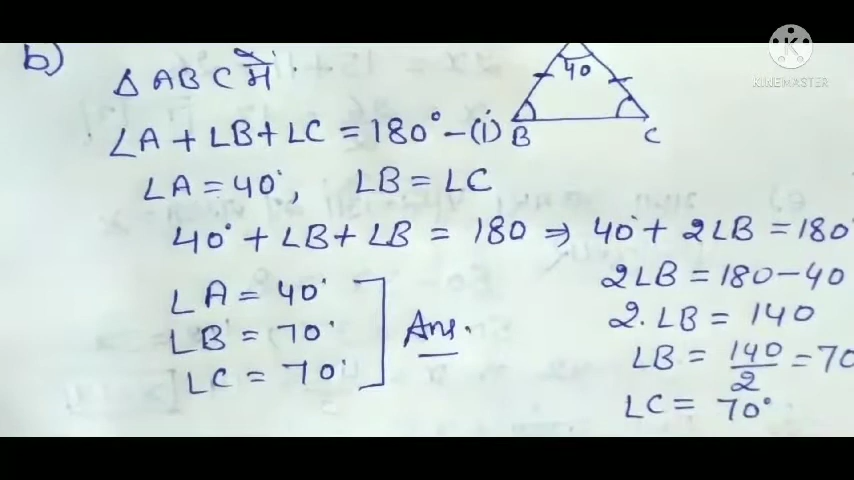 b)
Δ ABC में
40
B
C
∠A + ∠B + ∠C = 180° – (i)
∠A = 40°, ∠B = ∠C
40° + ∠B + ∠B = 180 ⇒ 40° + 2∠B = 180°
2∠B = 180 – 40
∠A = 40°
∠B = 70°
∠C = 70°
Ans.
2.∠B = 140
∠B = 140/2 = 70
∠C = 70°
K
KINEMASTER